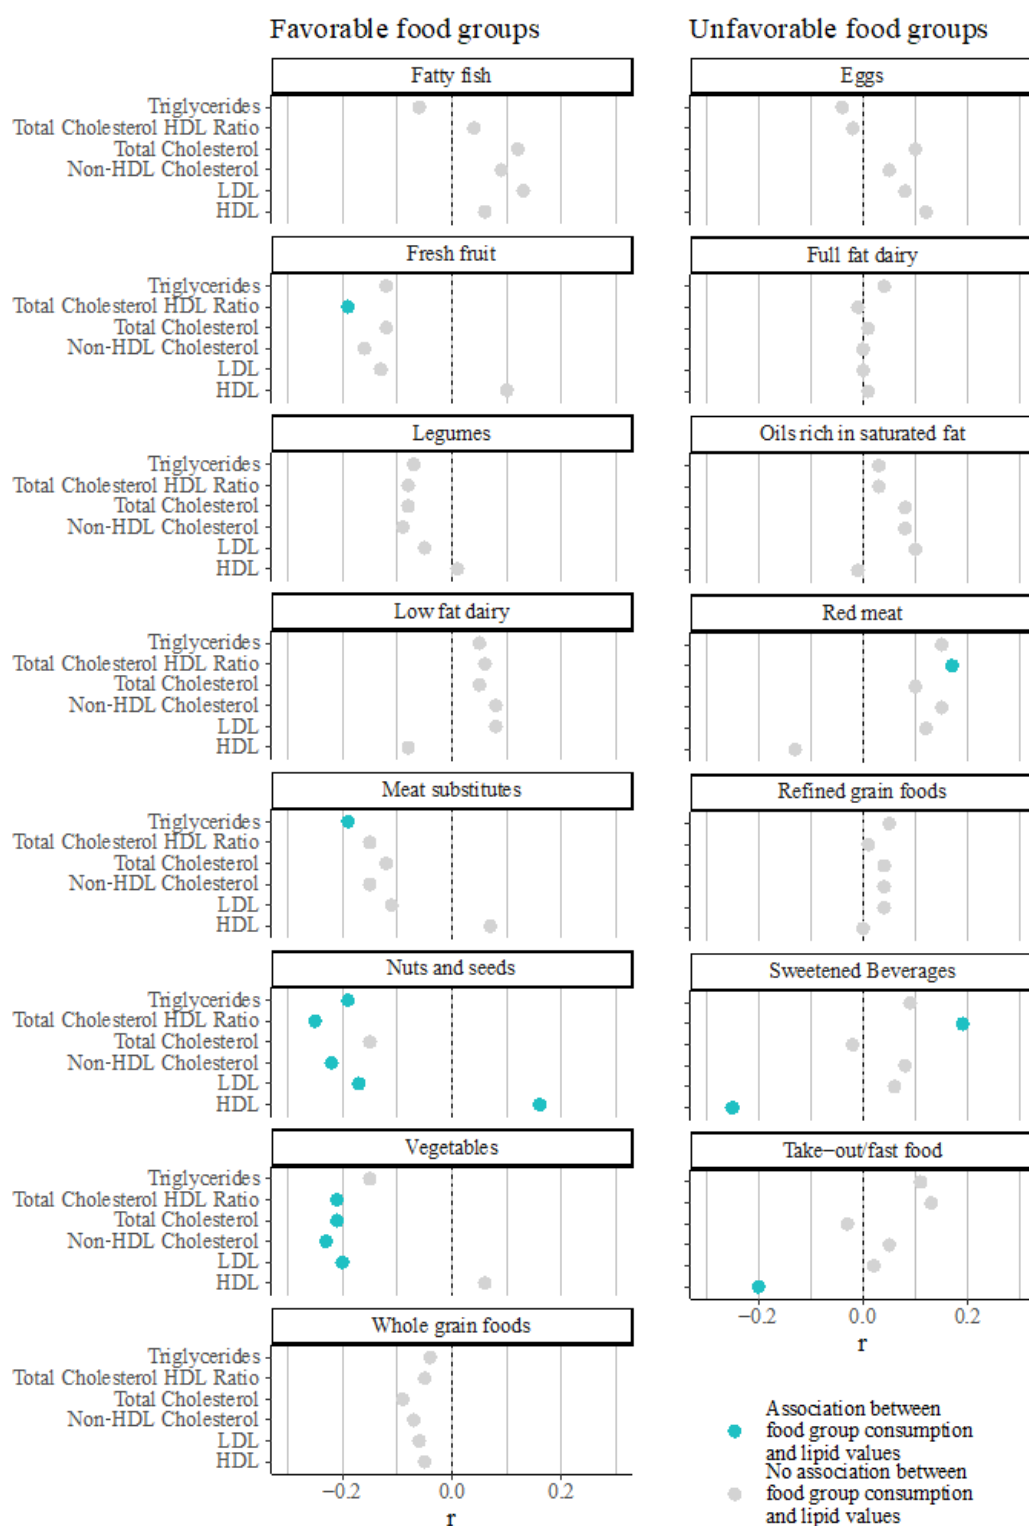 Favorable food groups
Fatty fish
Triglycerides
Total Cholesterol HDL Ratio
Total Cholesterol
Non-HDL Cholesterol
LDL
HDL
Fresh fruit
Triglycerides
Total Cholesterol HDL Ratio
Total Cholesterol
Non-HDL Cholesterol
LDL
HDL
Legumes
Triglycerides
Total Cholesterol HDL Ratio
Total Cholesterol
Non-HDL Cholesterol
LDL
HDL
Low fat dairy
Triglycerides
Total Cholesterol HDL Ratio
Total Cholesterol
Non-HDL Cholesterol
LDL
HDL
Meat substitutes
Triglycerides
Total Cholesterol HDL Ratio
Total Cholesterol
Non-HDL Cholesterol
LDL
HDL
Nuts and seeds
Triglycerides
Total Cholesterol HDL Ratio
Total Cholesterol
Non-HDL Cholesterol
LDL
HDL
Vegetables
Triglycerides
Total Cholesterol HDL Ratio
Total Cholesterol
Non-HDL Cholesterol
LDL
HDL
Whole grain foods
Triglycerides
Total Cholesterol HDL Ratio
Total Cholesterol
Non-HDL Cholesterol
LDL
HDL
−0.2 0.0 0.2
r
Unfavorable food groups
Eggs
Full fat dairy
Oils rich in saturated fat
Red meat
Refined grain foods
Sweetened Beverages
Take−out/fast food
−0.2 0.0 0.2
r
Association between
food group consumption
and lipid values
No association between
food group consumption
and lipid values